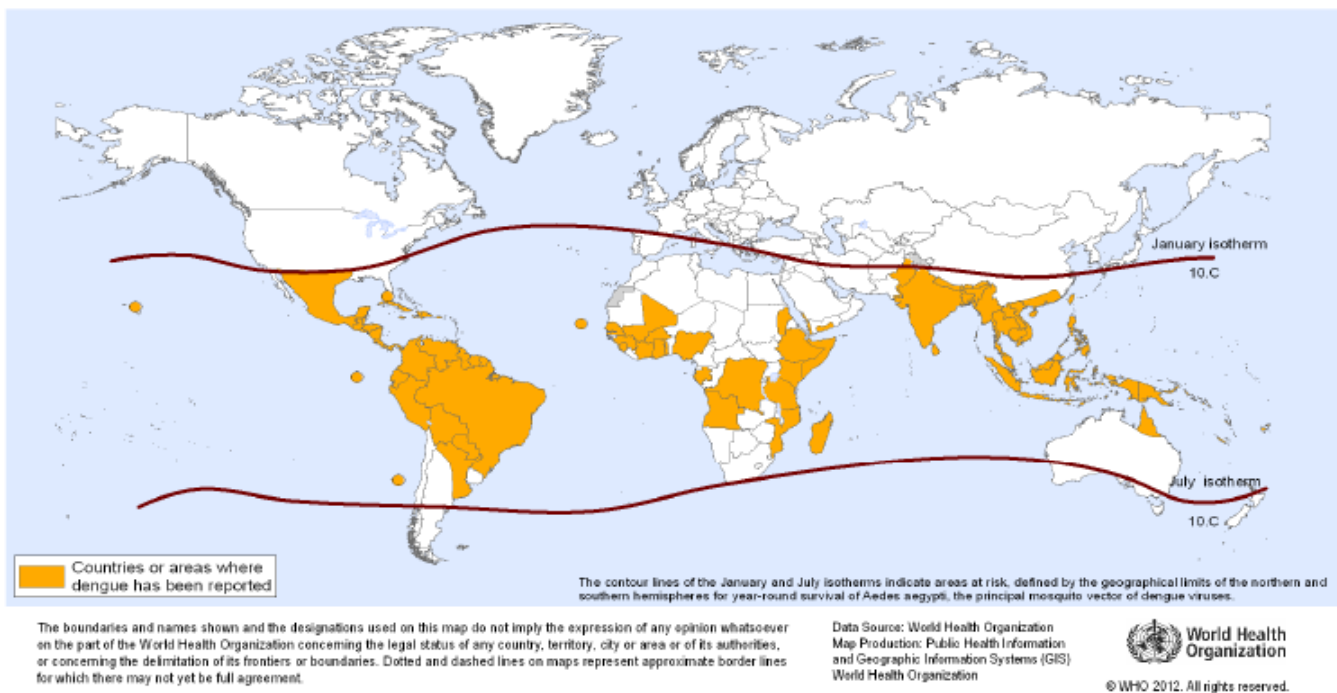 January isotherm
10.C
July isotherm
10.C
Countries or areas where
dengue has been reported
The contour lines of the January and July isotherms indicate areas at risk, defined by the geographical limits of the northern and
southern hemispheres for year-round survival of Aedes aegypti, the principal mosquito vector of dengue viruses.
The boundaries and names shown and the designations used on this map do not imply the expression of any opinion whatsoever
on the part of the World Health Organization concerning the legal status of any country, territory, city or area or of its authorities,
or concerning the delimitation of its frontiers or boundaries. Dotted and dashed lines on maps represent approximate border lines
for which there may not yet be full agreement.
Data Source: World Health Organization
Map Production: Public Health Information
and Geographic Information Systems (GIS)
World Health Organization
World Health
Organization
© WHO 2012. All rights reserved.